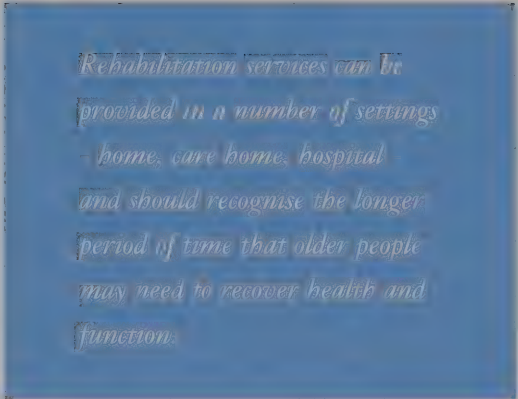 Rehabilitation services can be
provided in a number of settings
- home, care home, hospital
and should recognise the longer
period of time that older people
may need to recover health and
function.